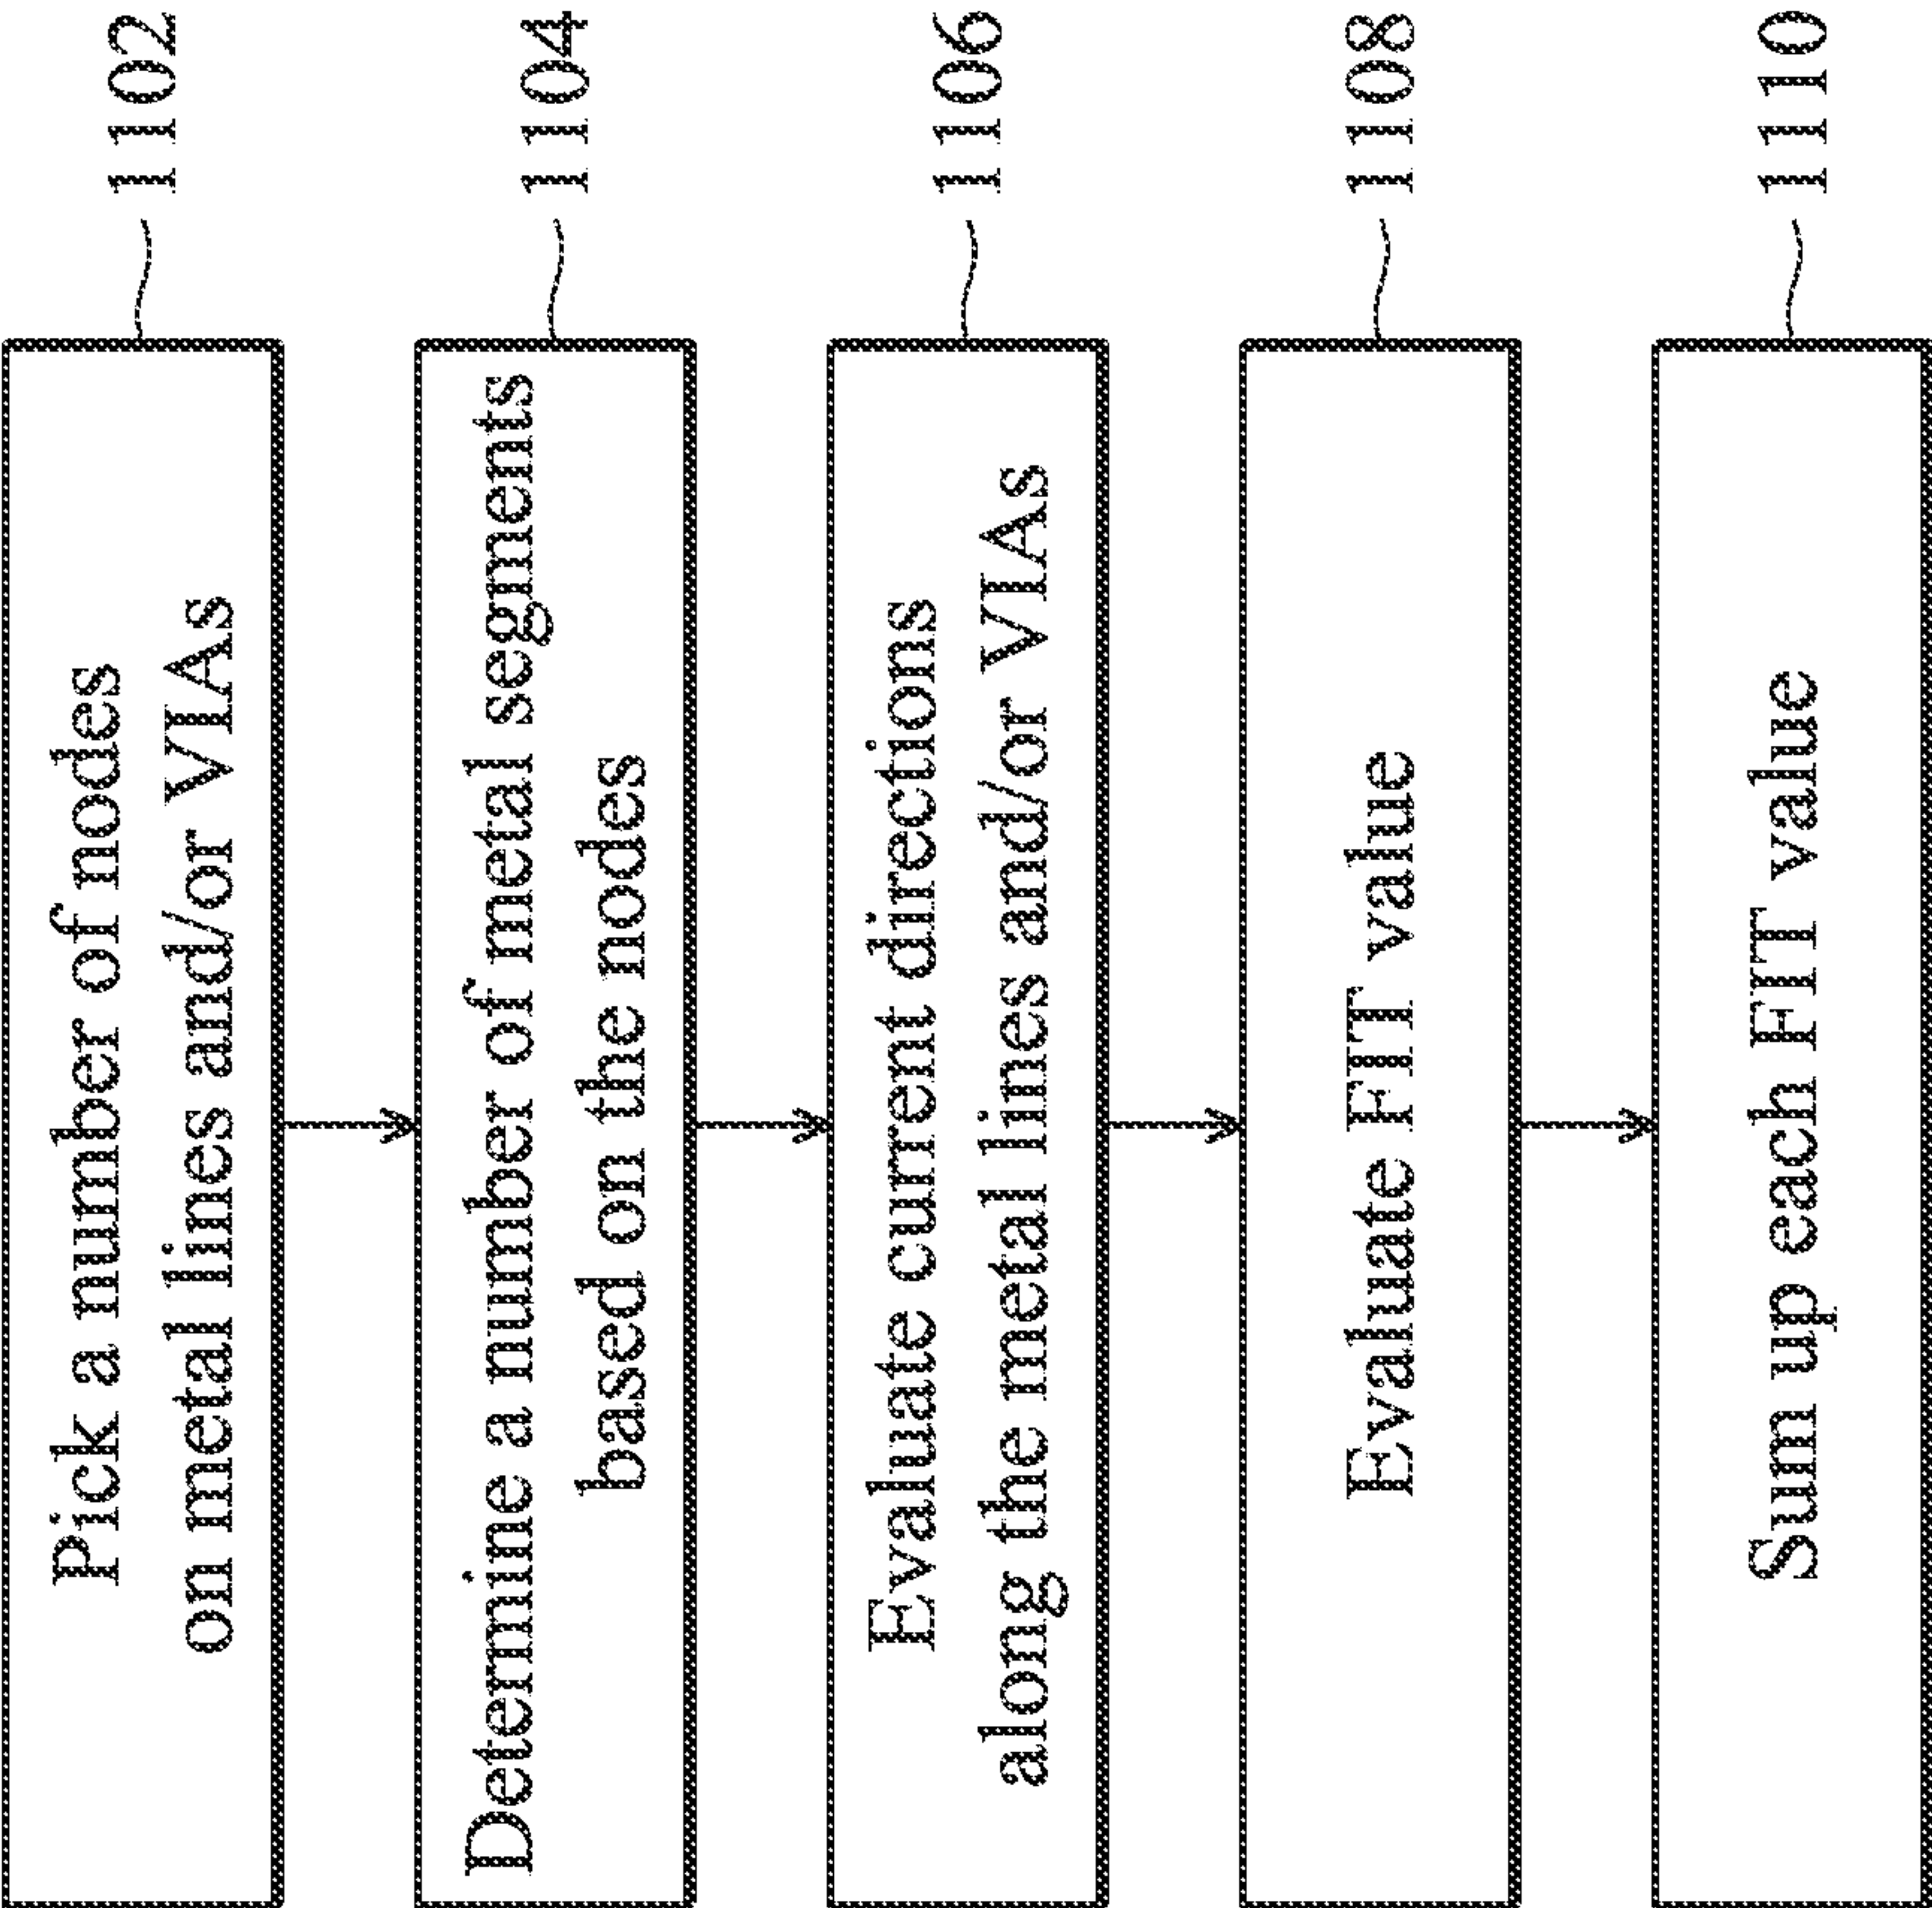 Pick a number of nodes
on metal lines and/or VIAs
1102
Determine a number of metal segments
based on the nodes
1104
Evaluate current directions
along the metal lines and/or VIAs
1106
Evaluate FIT value
1108
Sum up each FIT value
1110